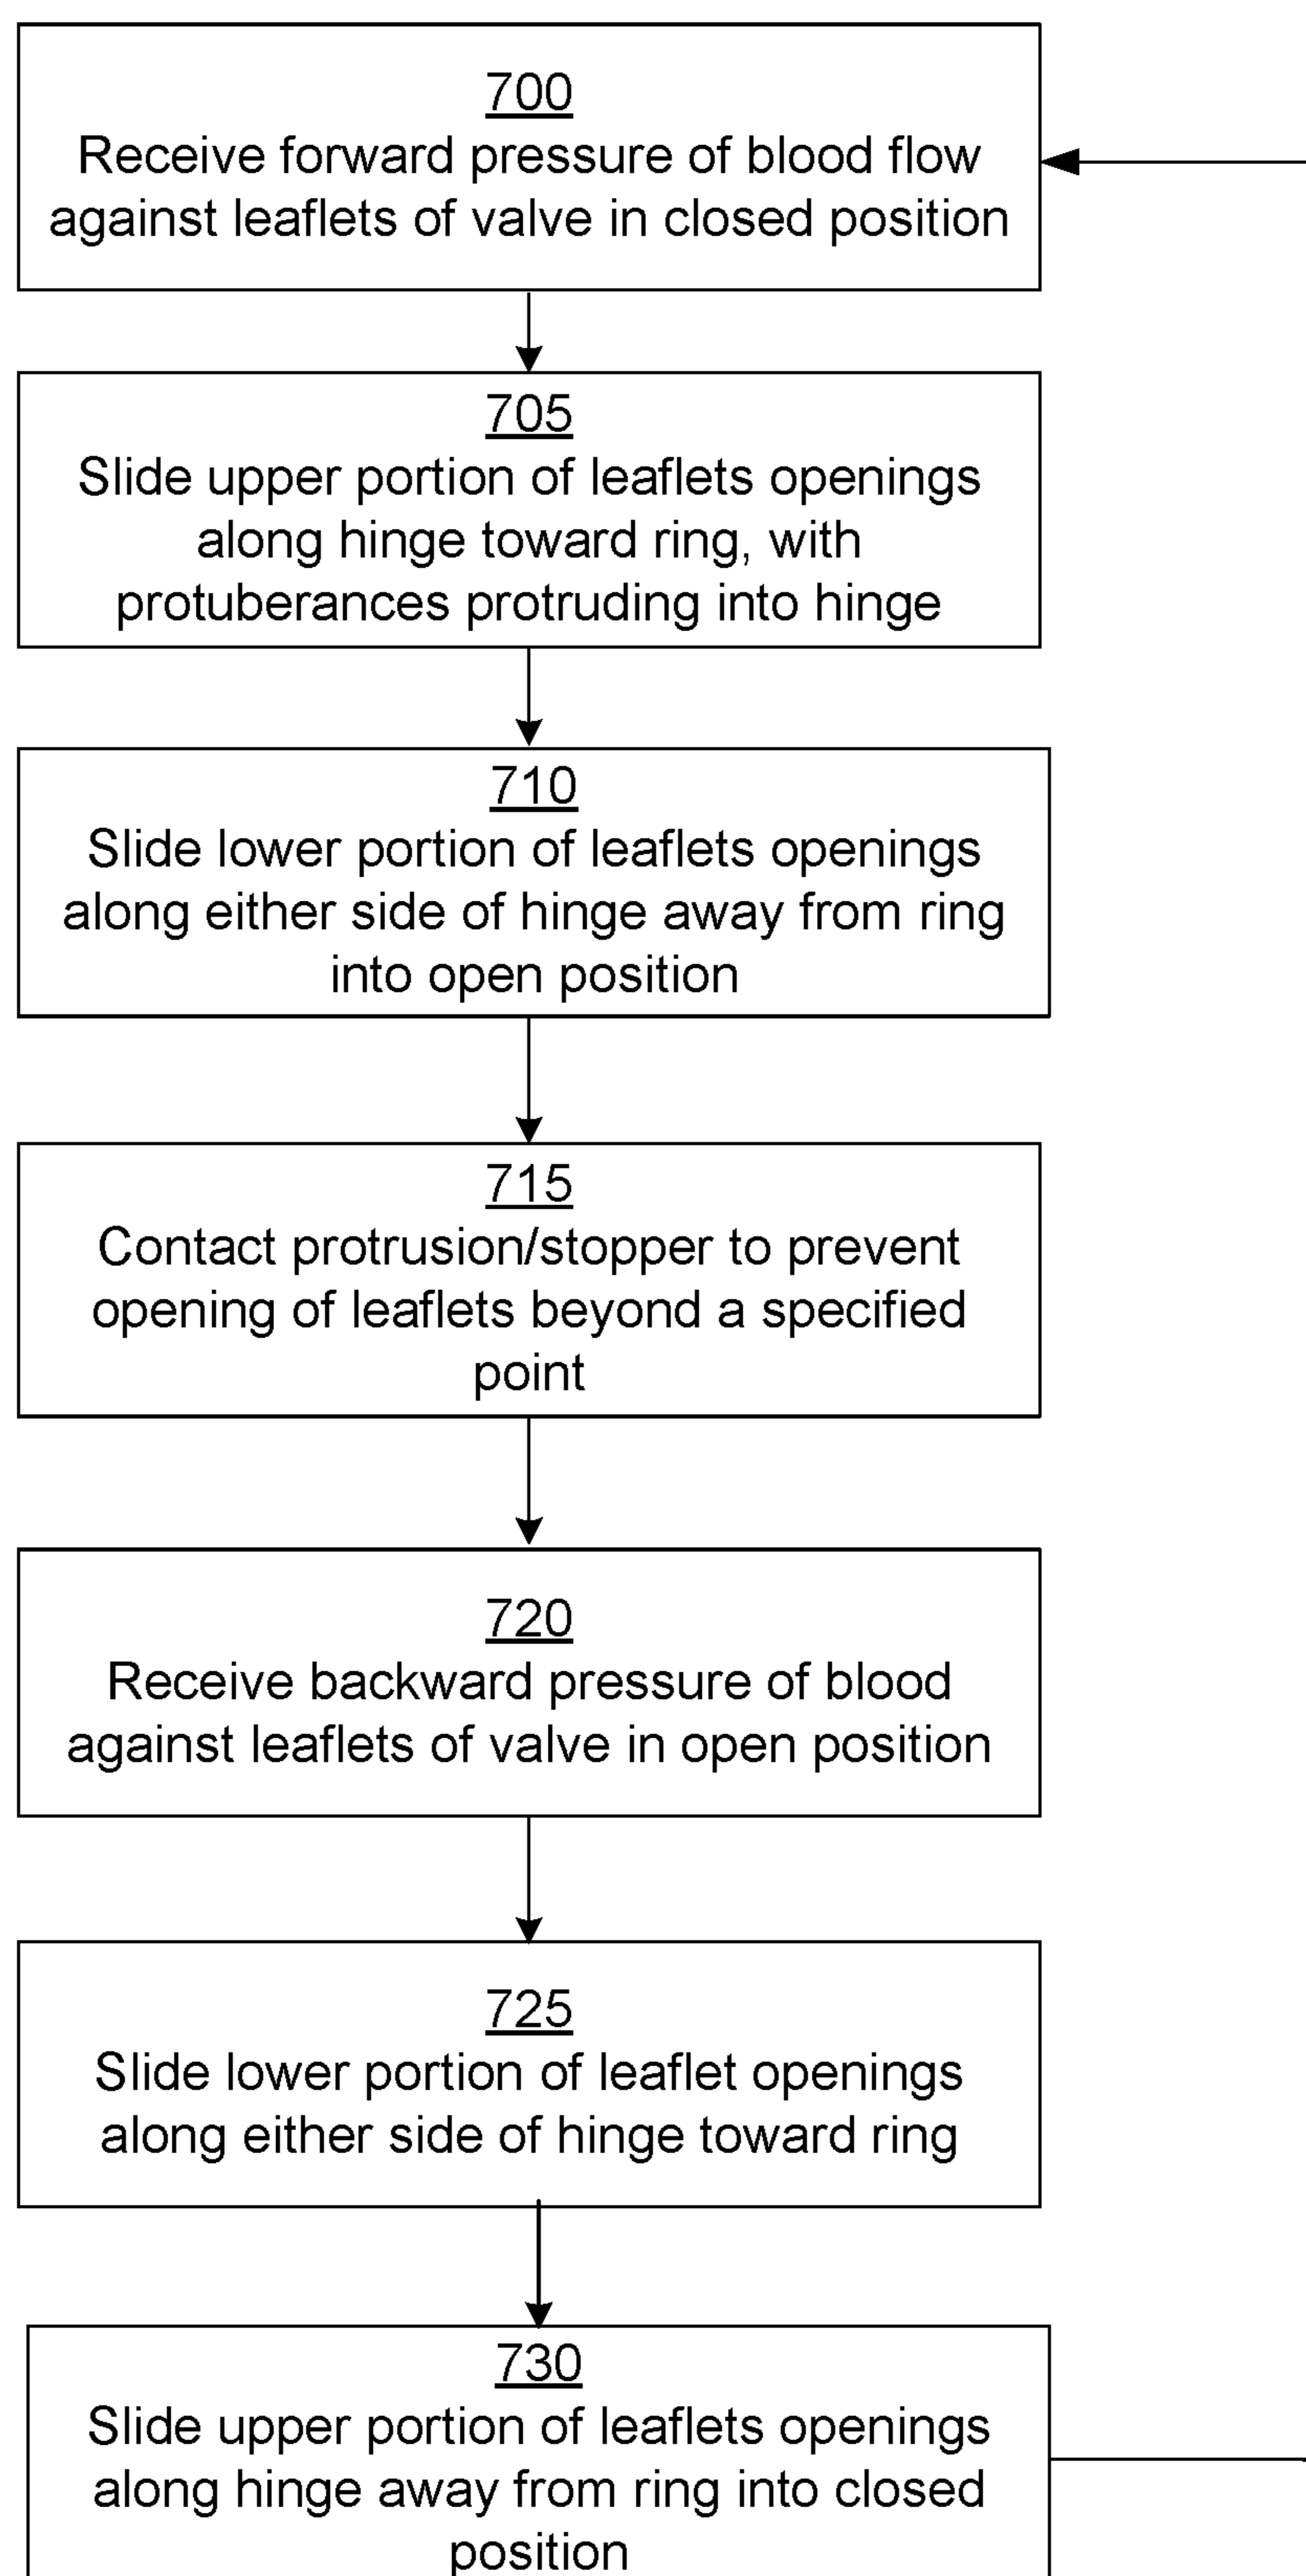 700
Receive forward pressure of blood flow
against leaflets of valve in closed position
705
Slide upper portion of leaflets openings
along hinge toward ring, with
protuberances protruding into hinge
710
Slide lower portion of leaflets openings
along either side of hinge away from ring
into open position
715
Contact protrusion/stopper to prevent
opening of leaflets beyond a specified
point
720
Receive backward pressure of blood
against leaflets of valve in open position
725
Slide lower portion of leaflet openings
along either side of hinge toward ring
730
Slide upper portion of leaflets openings
along hinge away from ring into closed
position